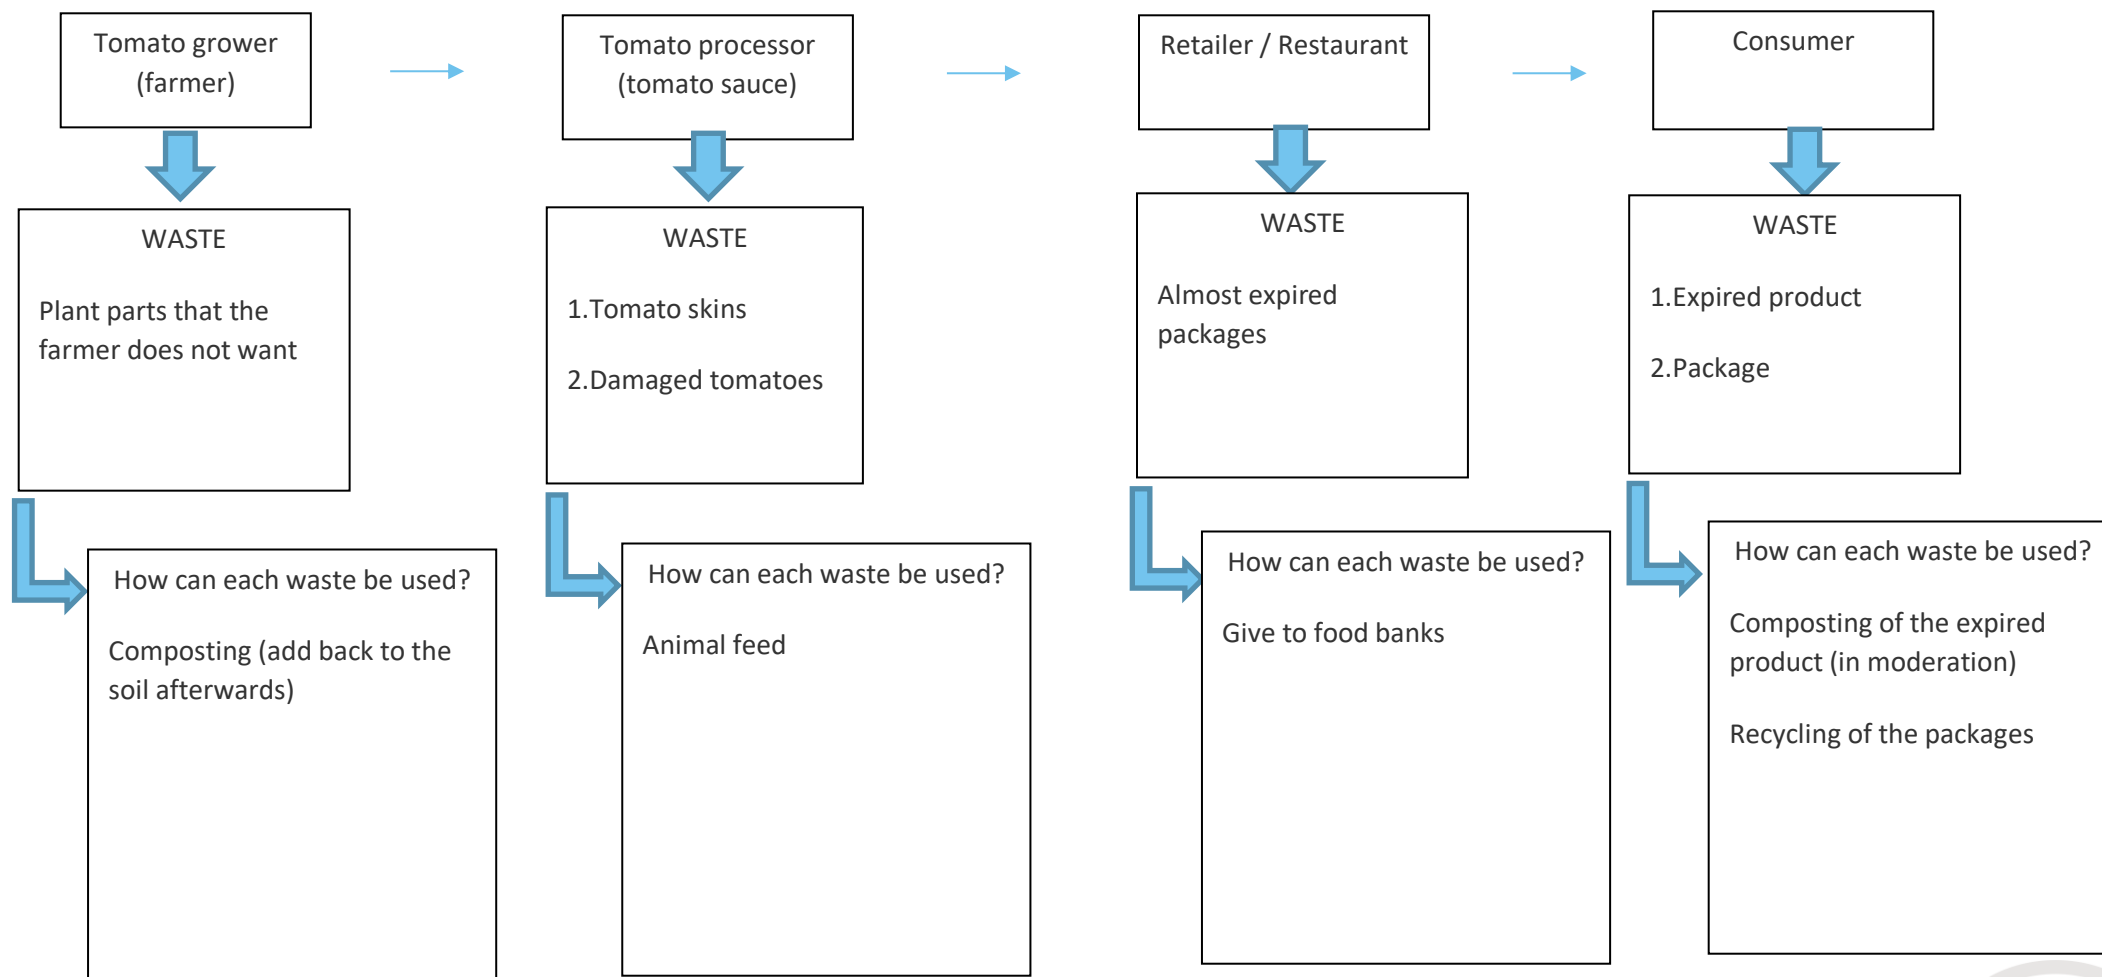 Tomato grower
(farmer)
Tomato processor
(tomato sauce)
Retailer / Restaurant
Consumer
WASTE
Plant parts that the
farmer does not want
WASTE
1.Tomato skins
2.Damaged tomatoes
WASTE
Almost expired
packages
WASTE
1.Expired product
2.Package
How can each waste be used?
Composting (add back to the
soil afterwards)
How can each waste be used?
Animal feed
How can each waste be used?
Give to food banks
How can each waste be used?
Composting of the expired
product (in moderation)
Recycling of the packages